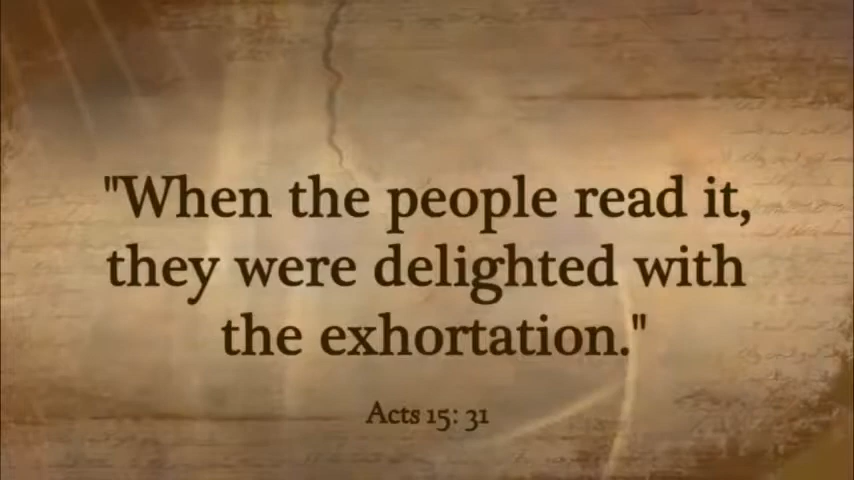 "When the people read it,
they were delighted with
the exhortation."
Acts 15: 31